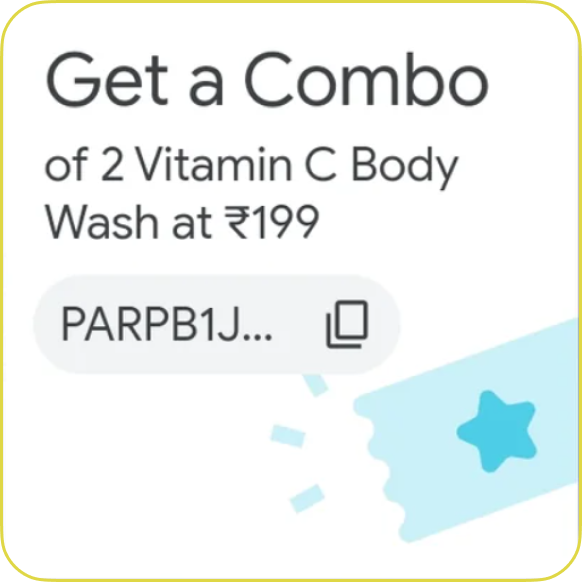 Get a Combo
of 2 Vitamin C Body
Wash at ₹199
PARPB1J...